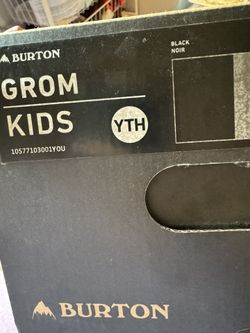 BURTON
BLACK
NOIR
GROM
KIDS
YTH
10577103001YOU
BURTON